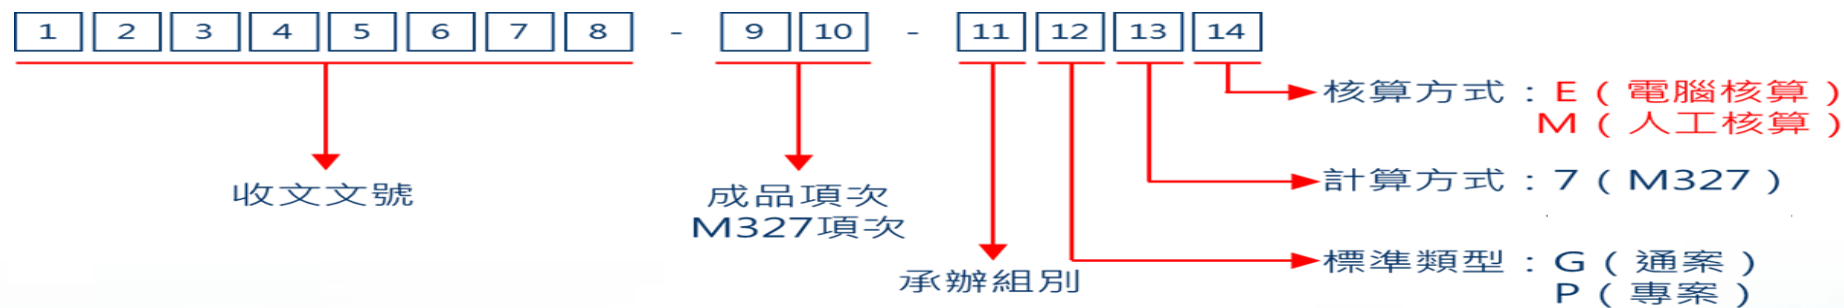 1 2 3 4 5 6 7 8 - 9 10 - 11 12 13 14
核算方式：E（電腦核算）
M（人工核算）
計算方式：7（M327）
收文文號
成品項次
M327項次
標準類型：G（通案）
P（專案）
承辦組別